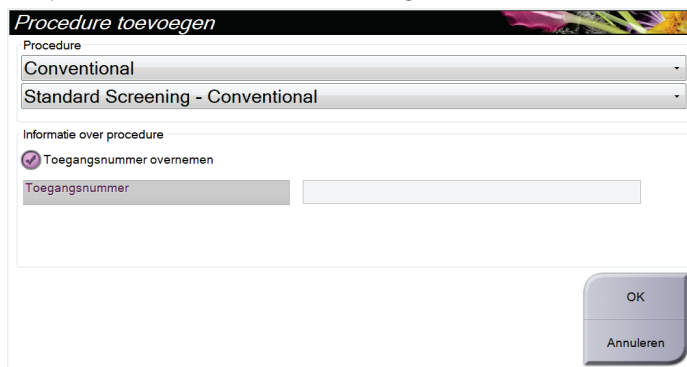 Procedure toevoegen
Procedure
Conventional
Standard Screening - Conventional
Informatie over procedure
Toegangsnummer overnemen
Toegangsnummer
OK
Annuleren